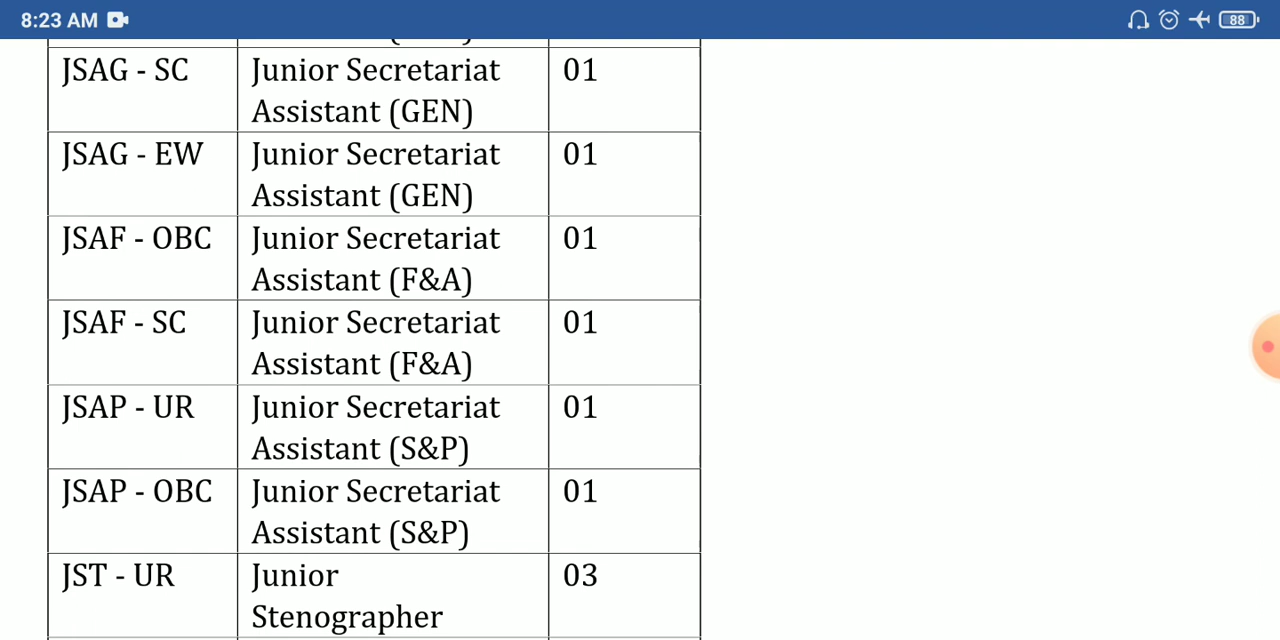 8:23 AM 88
JSAG - SC Junior Secretariat 01
Assistant (GEN)
JSAG - EW Junior Secretariat 01
Assistant (GEN)
JSAF - OBC Junior Secretariat 01
Assistant (F&A)
JSAF - SC Junior Secretariat 01
Assistant (F&A)
JSAP - UR Junior Secretariat 01
Assistant (S&P)
JSAP - OBC Junior Secretariat 01
Assistant (S&P)
JST - UR Junior 03
Stenographer